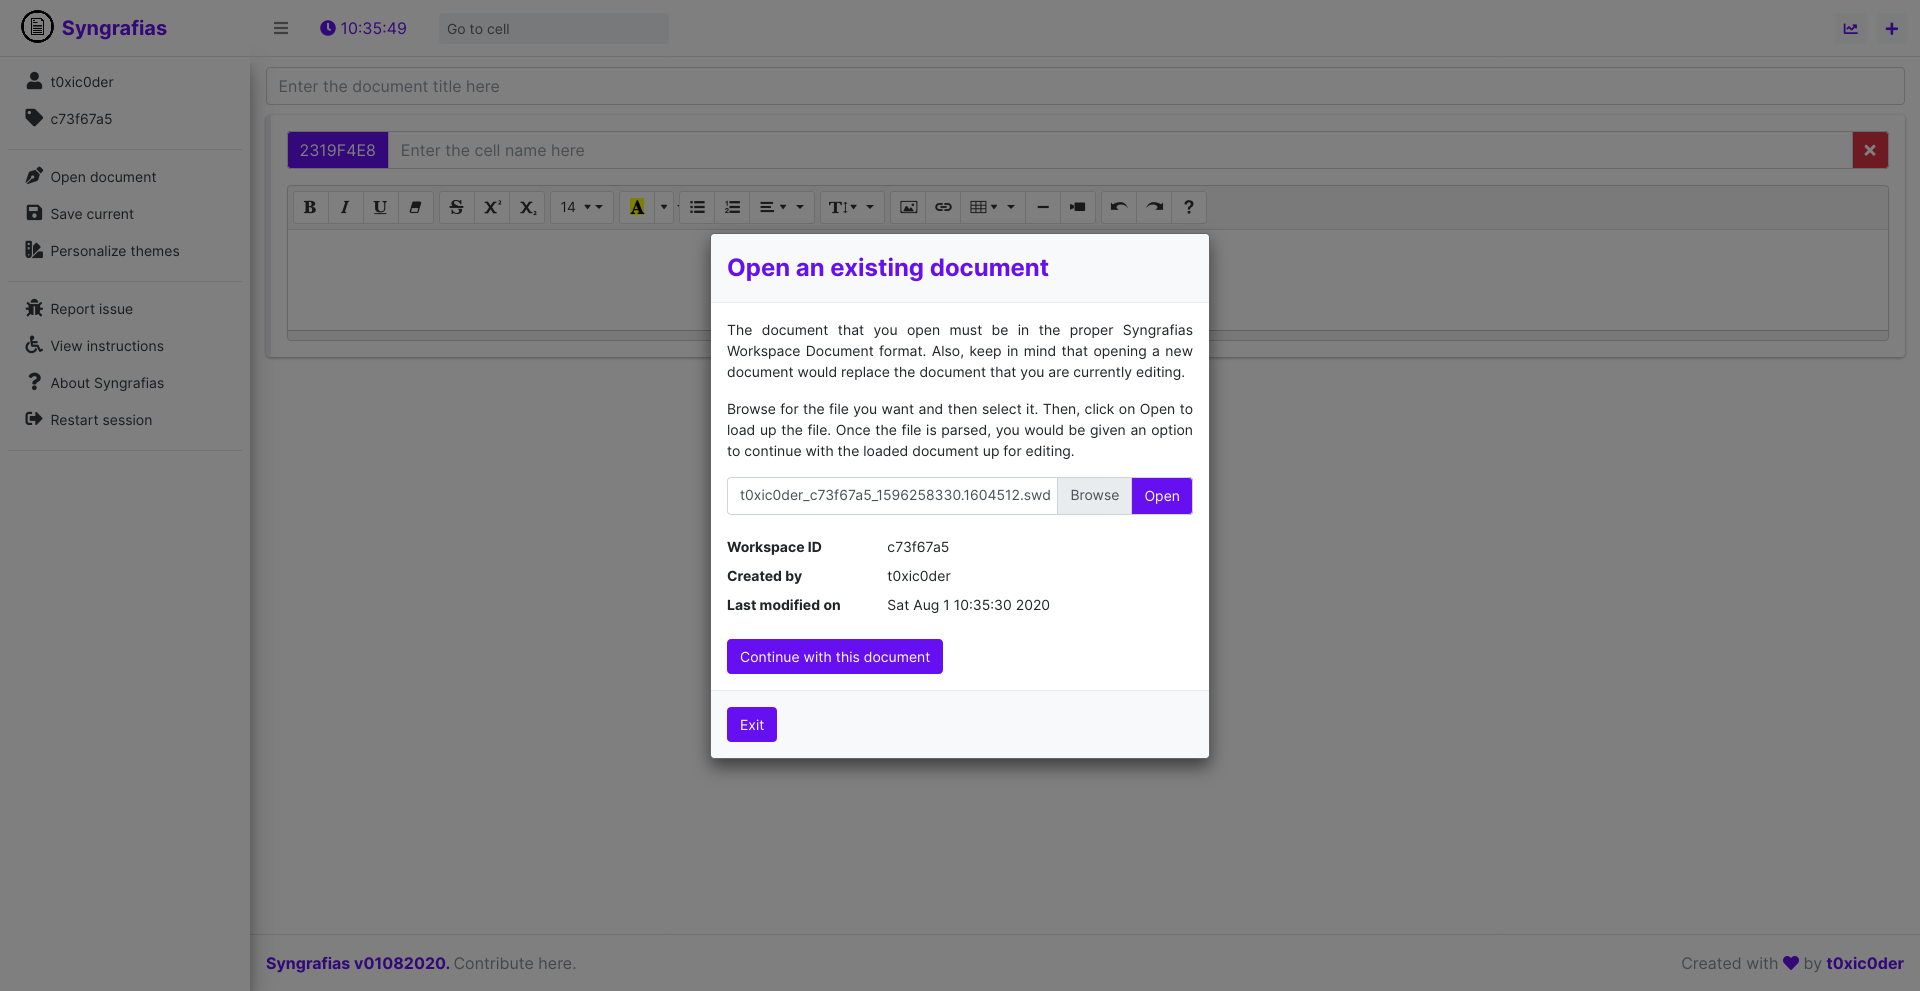 Syngrafias
10:35:49
Go to cell
t0xic0der
c73f67a5
Open document
Save current
Personalize themes
Report issue
View instructions
About Syngrafias
Restart session
Enter the document title here
2319F4E8 Enter the cell name here
B I U S X² X₂ 14 A T ?
Open an existing document
The document that you open must be in the proper Syngrafias
Workspace Document format. Also, keep in mind that opening a new
document would replace the document that you are currently editing.
Browse for the file you want and then select it. Then, click on Open to
load up the file. Once the file is parsed, you would be given an option
to continue with the loaded document up for editing.
t0xic0der_c73f67a5_1596258330.1604512.swd Browse Open
Workspace ID c73f67a5
Created by t0xic0der
Last modified on Sat Aug 1 10:35:30 2020
Continue with this document
Exit
Syngrafias v01082020. Contribute here.
Created with ♥ by t0xic0der